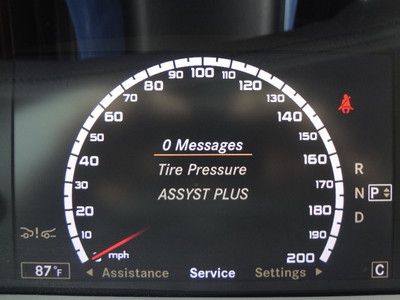 100
90
110
80
120
70
130
60
140
50
150
40
160
30
170
20
180
10
190
mph
200
0 Messages
Tire Pressure
ASSYST PLUS
R
N P
D
87°F
Assistance Service Settings
C